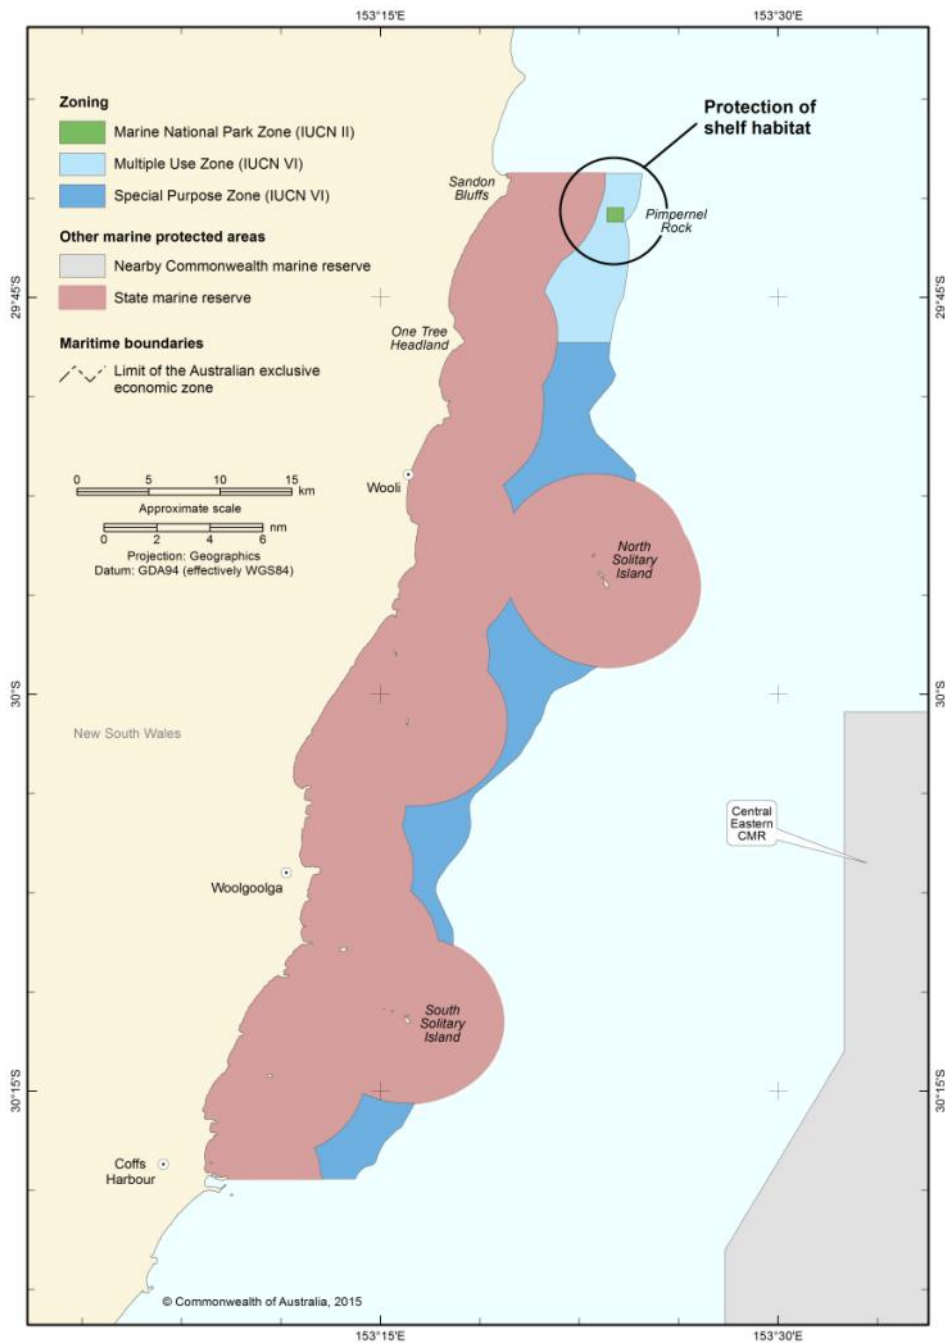 153°15'E
153°30'E
Zoning
Marine National Park Zone (IUCN II)
Multiple Use Zone (IUCN VI)
Special Purpose Zone (IUCN VI)
Other marine protected areas
Nearby Commonwealth marine reserve
State marine reserve
Maritime boundaries
Limit of the Australian exclusive
economic zone
Protection of
shelf habitat
Sandon
Bluffs
Pimpernel
Rock
29°45'S
29°45'S
One Tree
Headland
0 5 10 15
km
Approximate scale
0 2 4 6
nm
Projection: Geographics
Datum: GDA94 (effectively WGS84)
Wooli
North
Solitary
Island
30°S
30°S
New South Wales
Central
Eastern
CMR
Woolgoolga
South
Solitary
Island
30°15'S
30°15'S
Coffs
Harbour
© Commonwealth of Australia, 2015
153°15'E
153°30'E